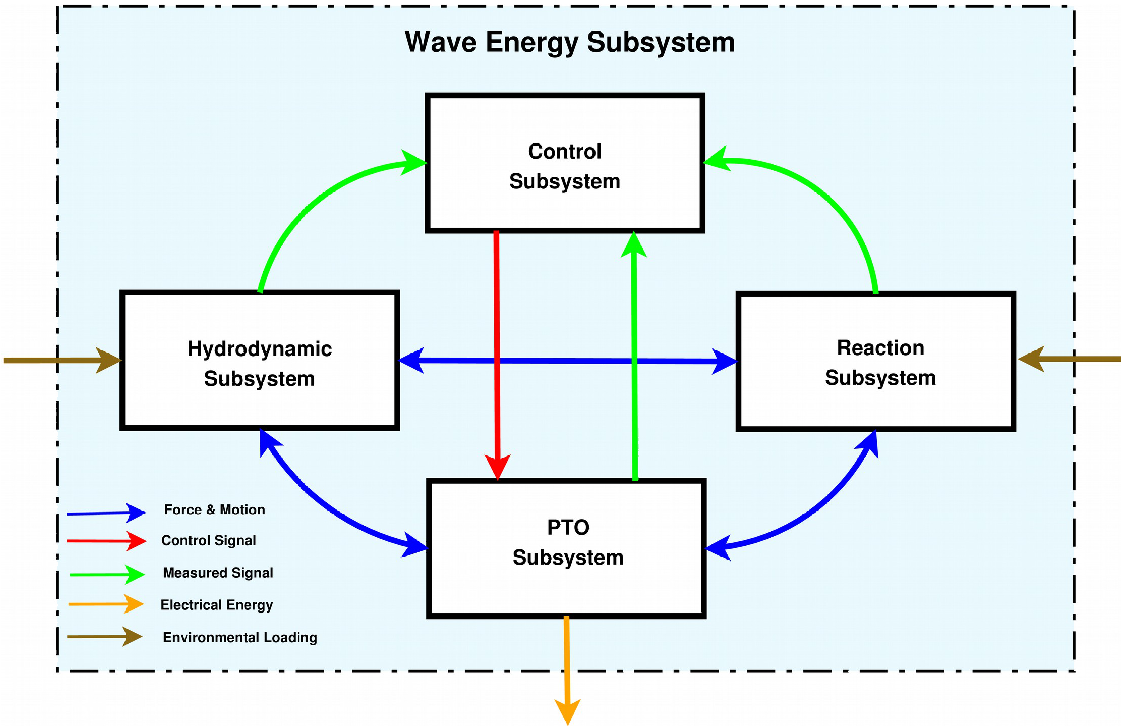 Wave Energy Subsystem
Control
Subsystem
Hydrodynamic
Subsystem
Reaction
Subsystem
PTO
Subsystem
Force & Motion
Control Signal
Measured Signal
Electrical Energy
Environmental Loading